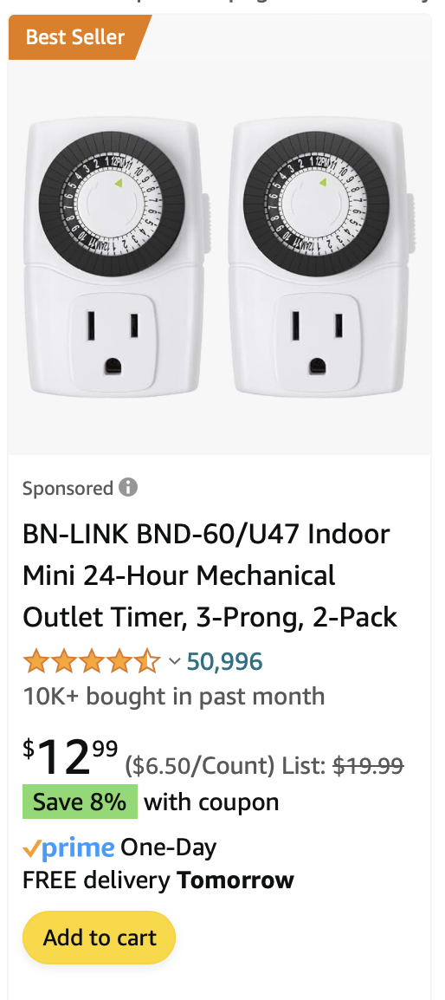 Best Seller
Sponsored
BN-LINK BND-60/U47 Indoor
Mini 24-Hour Mechanical
Outlet Timer, 3-Prong, 2-Pack
50,996
10K+ bought in past month
$12.99 ($6.50/Count) List: $19.99
Save 8% with coupon
prime One-Day
FREE delivery Tomorrow
Add to cart